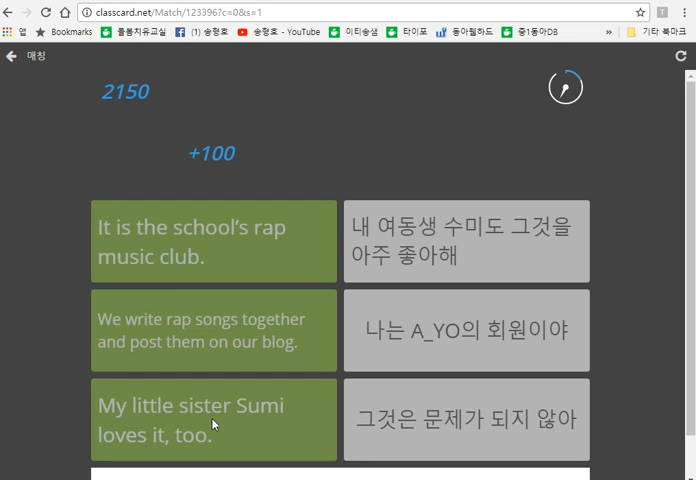 classcard.net/Match/123396?c=0&s=1
앱 Bookmarks 돌봄치유교실 (1) 송형호 송형호 - YouTube 이티송샘 타이포 동아웹하드 중1동아DB » 기타 북마크
매칭
2150
+100
It is the school's rap
music club.
내 여동생 수미도 그것을
아주 좋아해
We write rap songs together
and post them on our blog.
나는 A_YO의 회원이야
My little sister Sumi
loves it, too.
그것은 문제가 되지 않아